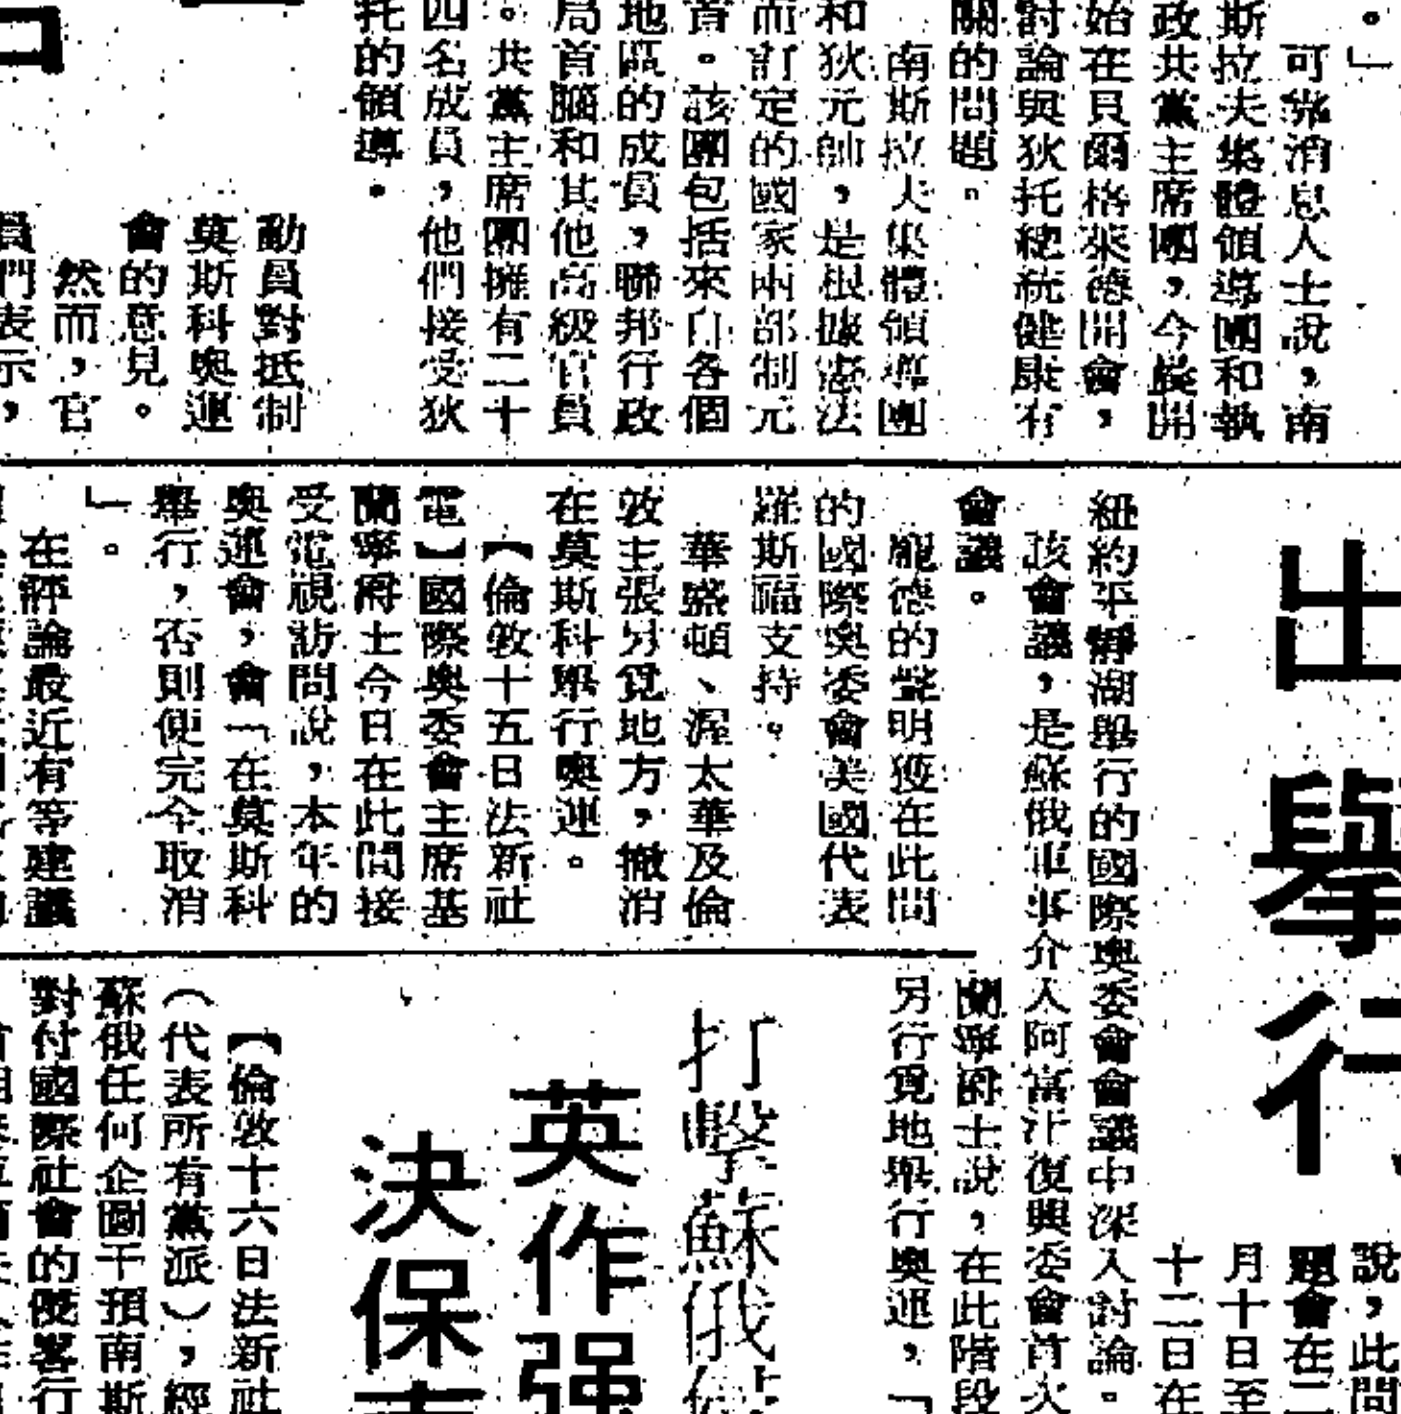 。」
可靠消息人士說，南
斯拉夫集體領導團和執
政共黨主席團，今晨開
始在貝爾格萊德開會，
討論與狄托總統健康有
關的問題。
南斯拉夫集體領導團
和狄元帥，是根據憲法
而訂定的國家兩部制元
首。該團包括來自各個
地區的成員，聯邦行政
局首腦和其他高級官員
。共黨主席團擁有二十
四名成員，他們接受狄
托的領導。
動員對抵制
莫斯科奧運
會的意見。
然而，官
員們表示，
出舉行
說，此問
題會在二
月十日至
十二日在
紐約平靜湖舉行的國際奧委會會議中深入討論。
該會議，是蘇俄軍事介入阿富汗復興委會首次
會議。
龐德的聲明獲在此間
的國際奧委會美國代表
羅斯福支持。
華盛頓、渥太華及倫
敦主張另覓地方，撤消
在莫斯科舉行奧運。
【倫敦十五日法新社
電】國際奧委會主席基
蘭寧爵士今日在此間接
受電視訪問說，本年的
奧運會，會「在莫斯科
舉行，否則便完全取消
」。
在評論最近有等建議
蘭寧爵士說，在此階段
另行覓地舉行奧運，「
打擊蘇俄
英作强
決保
【倫敦十六日法新社
（代表所有黨派），經
蘇俄任何企圖干預南斯
對付國際社會的侵畧行